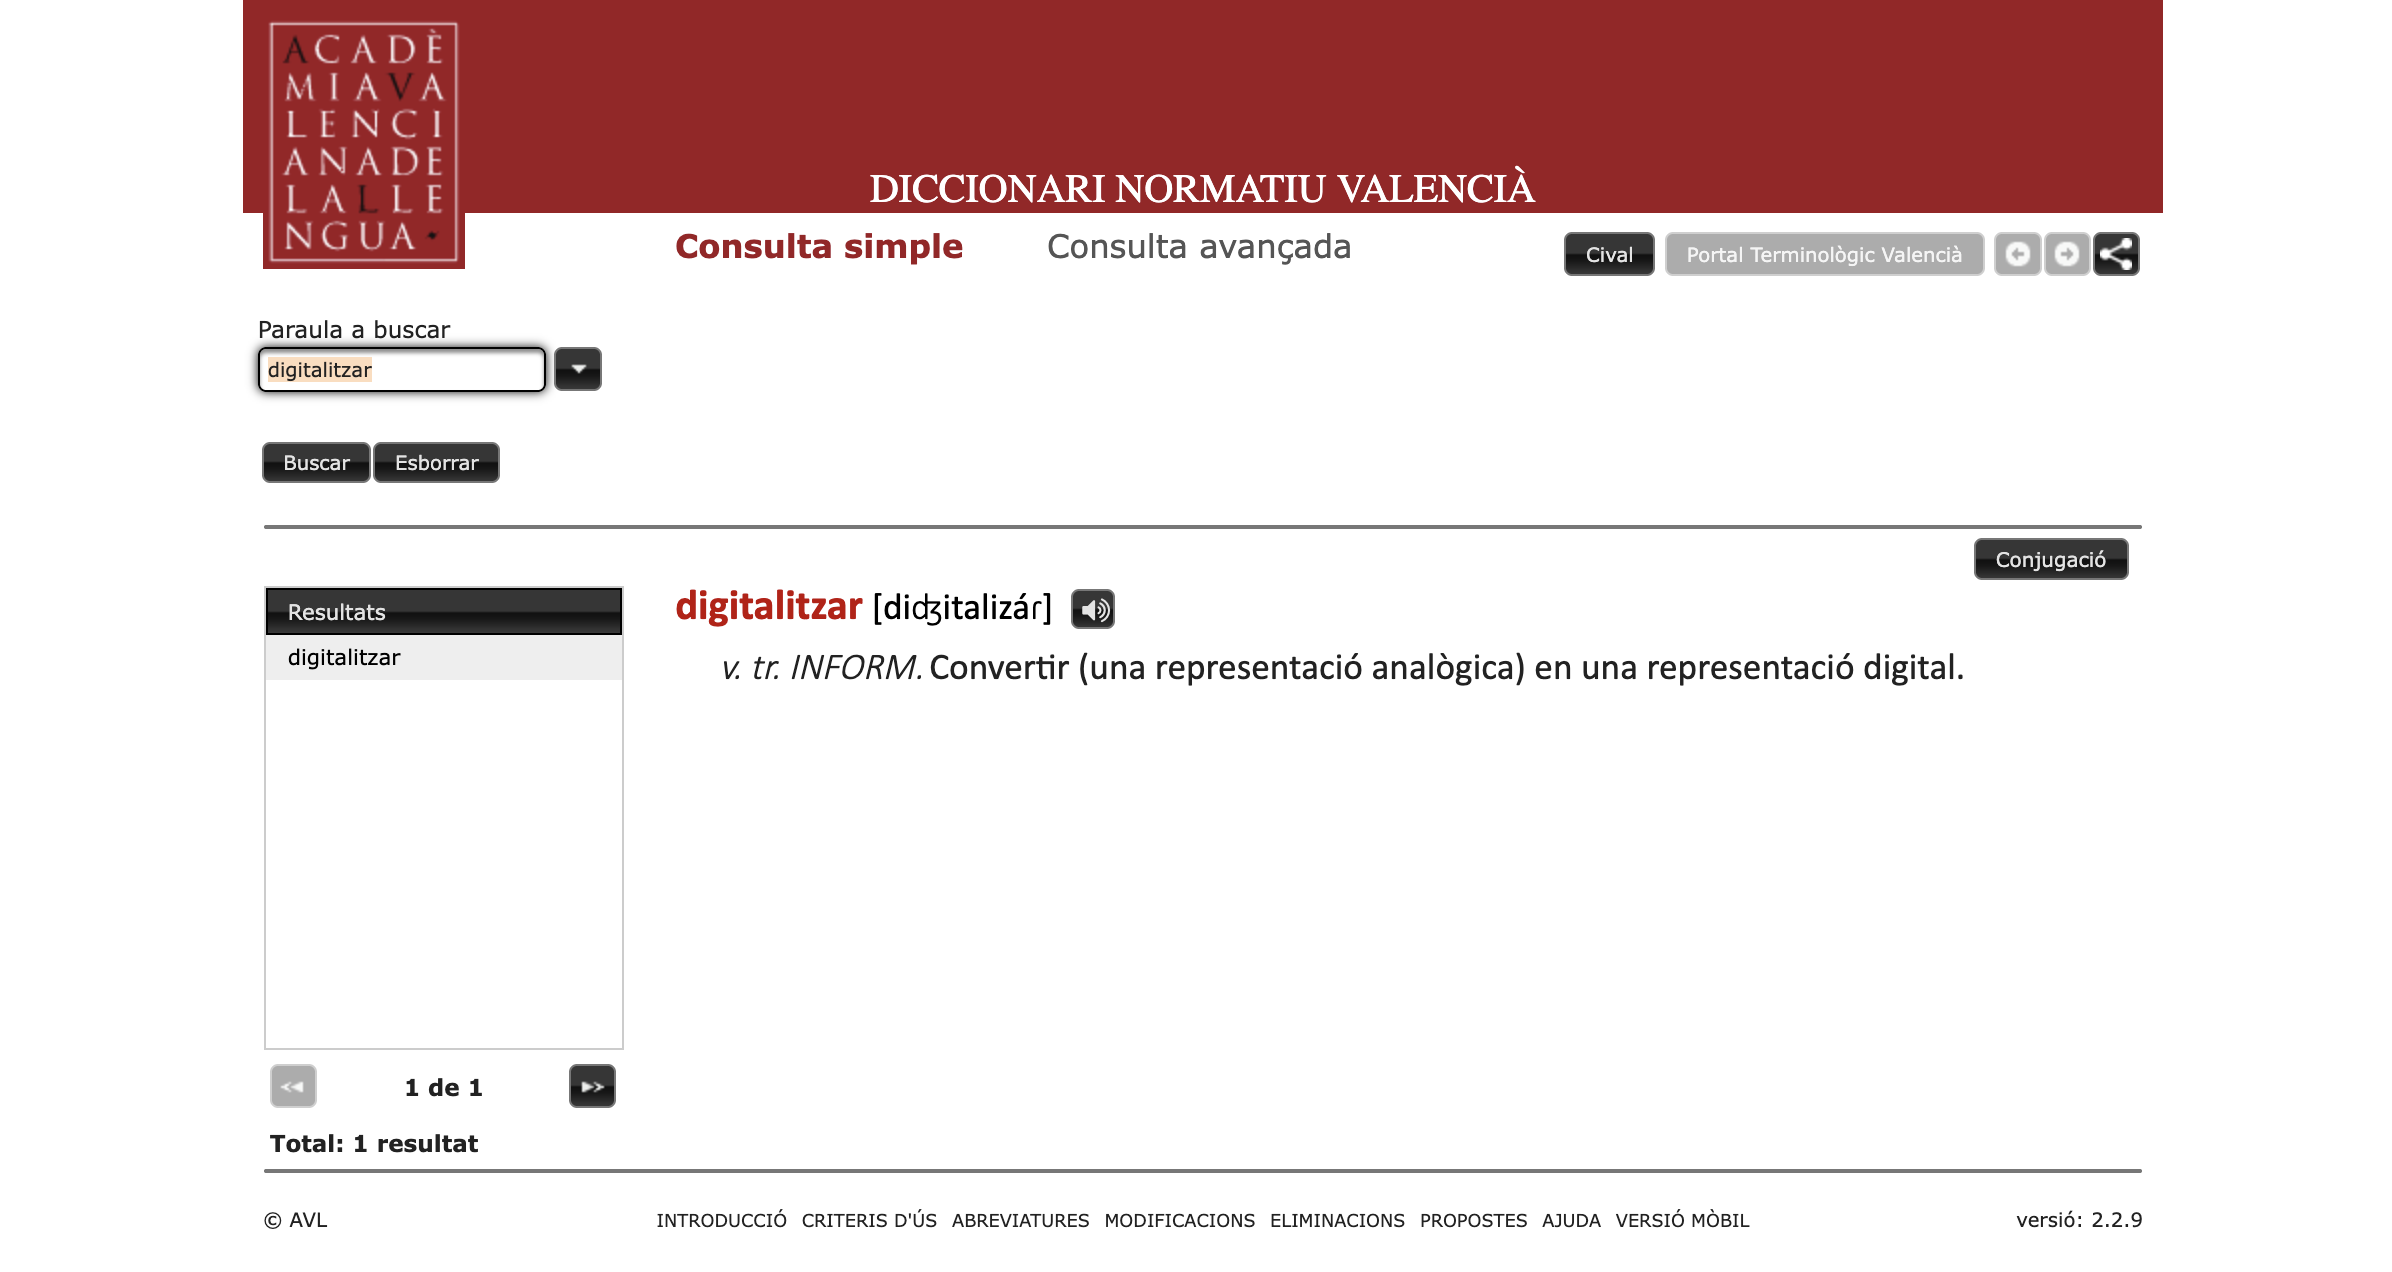 ACADÈ
MIAVA
LENCI
ANADE
LALLE
NGUA
DICCIONARI NORMATIU VALENCIÀ
Consulta simple Consulta avançada
Cival Portal Terminològic Valencià
Paraula a buscar
digitalitzar
Buscar Esborrar
Conjugació
Resultats
digitalitzar
digitalitzar [diʤitalizáɾ]
v. tr. INFORM. Convertir (una representació analògica) en una representació digital.
1 de 1
Total: 1 resultat
© AVL INTRODUCCIÓ CRITERIS D'ÚS ABREVIATURES MODIFICACIONS ELIMINACIONS PROPOSTES AJUDA VERSIÓ MÒBIL versió: 2.2.9